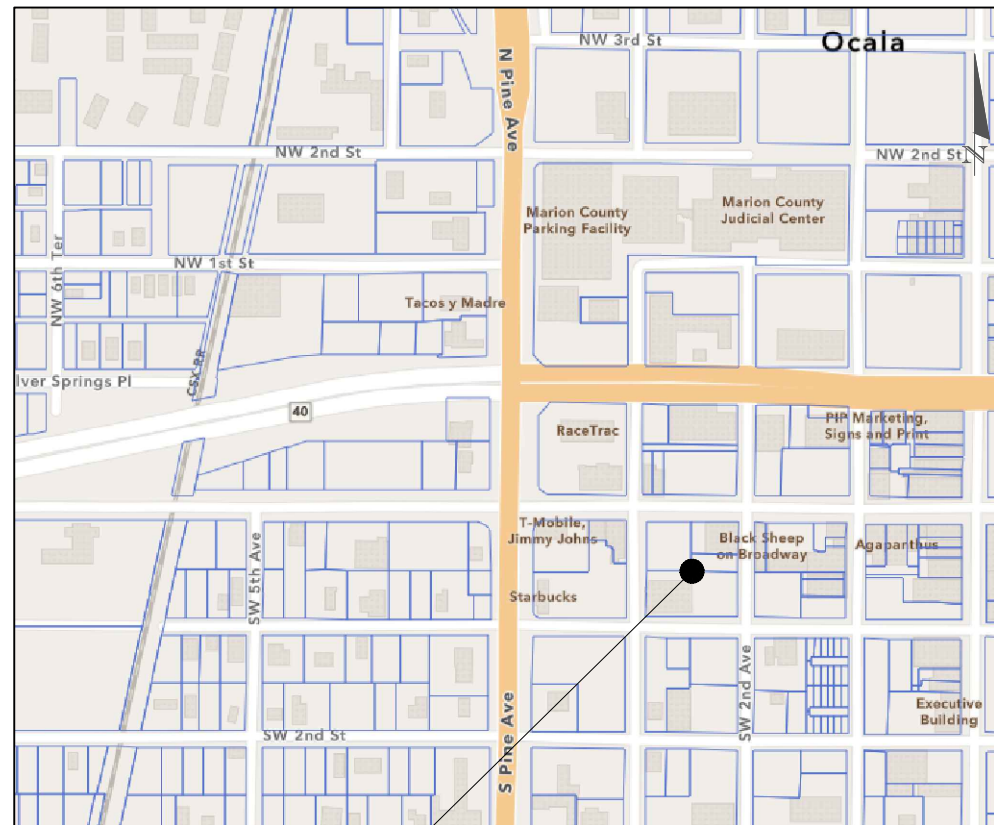 NW 3rd St
Ocala
N Pine Ave
NW 2nd St
NW 2nd St
N
Marion County
Parking Facility
Marion County
Judicial Center
NW 6th Ter
NW 1st St
Tacos y Madre
CSX RR
lver Springs Pl
40
PIP Marketing,
Signs and Print
RaceTrac
T-Mobile,
Jimmy Johns
Black Sheep
on Broadway
Agapanthus
SW 5th Ave
Starbucks
SW 2nd Ave
S Pine Ave
Executive
Building
SW 2nd St